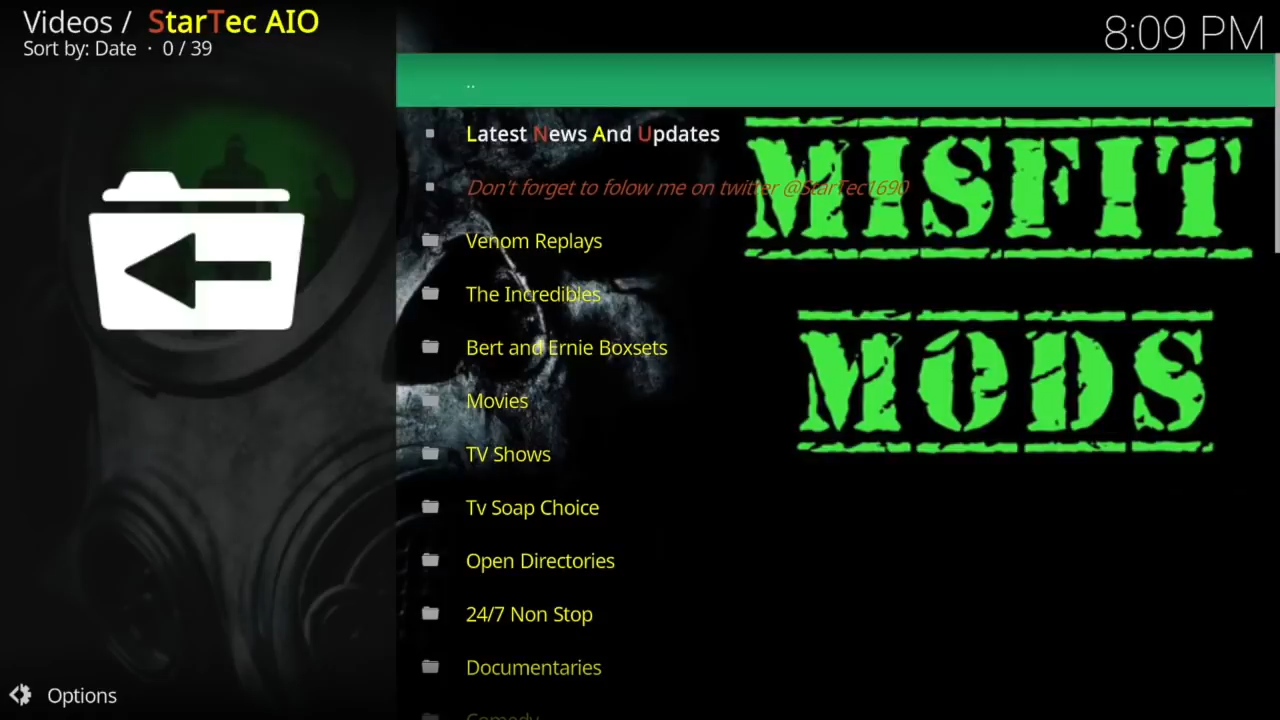 Videos / StarTec AIO
Sort by: Date · 0 / 39
8:09 PM
..
Latest News And Updates
Don't forget to folow me on twitter @StarTec1690
Venom Replays
The Incredibles
Bert and Ernie Boxsets
Movies
TV Shows
Tv Soap Choice
Open Directories
24/7 Non Stop
Documentaries
Comedy
MISFIT
MODS
Options